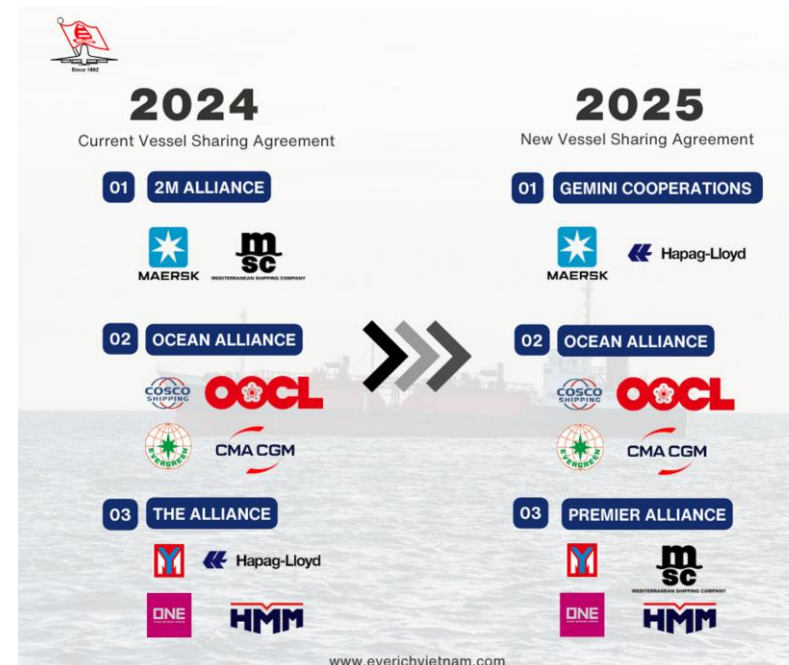 Since 1992
2024
Current Vessel Sharing Agreement
01 2M ALLIANCE
MAERSK
msc
MEDITERRANEAN SHIPPING COMPANY
02 OCEAN ALLIANCE
COSCO
SHIPPING
OOCL
EVERGREEN
CMA CGM
03 THE ALLIANCE
YM
Hapag-Lloyd
ONE
HMM
2025
New Vessel Sharing Agreement
01 GEMINI COOPERATIONS
MAERSK
Hapag-Lloyd
02 OCEAN ALLIANCE
COSCO
SHIPPING
OOCL
EVERGREEN
CMA CGM
03 PREMIER ALLIANCE
YM
msc
MEDITERRANEAN SHIPPING COMPANY
ONE
HMM
www.everichvietnam.com